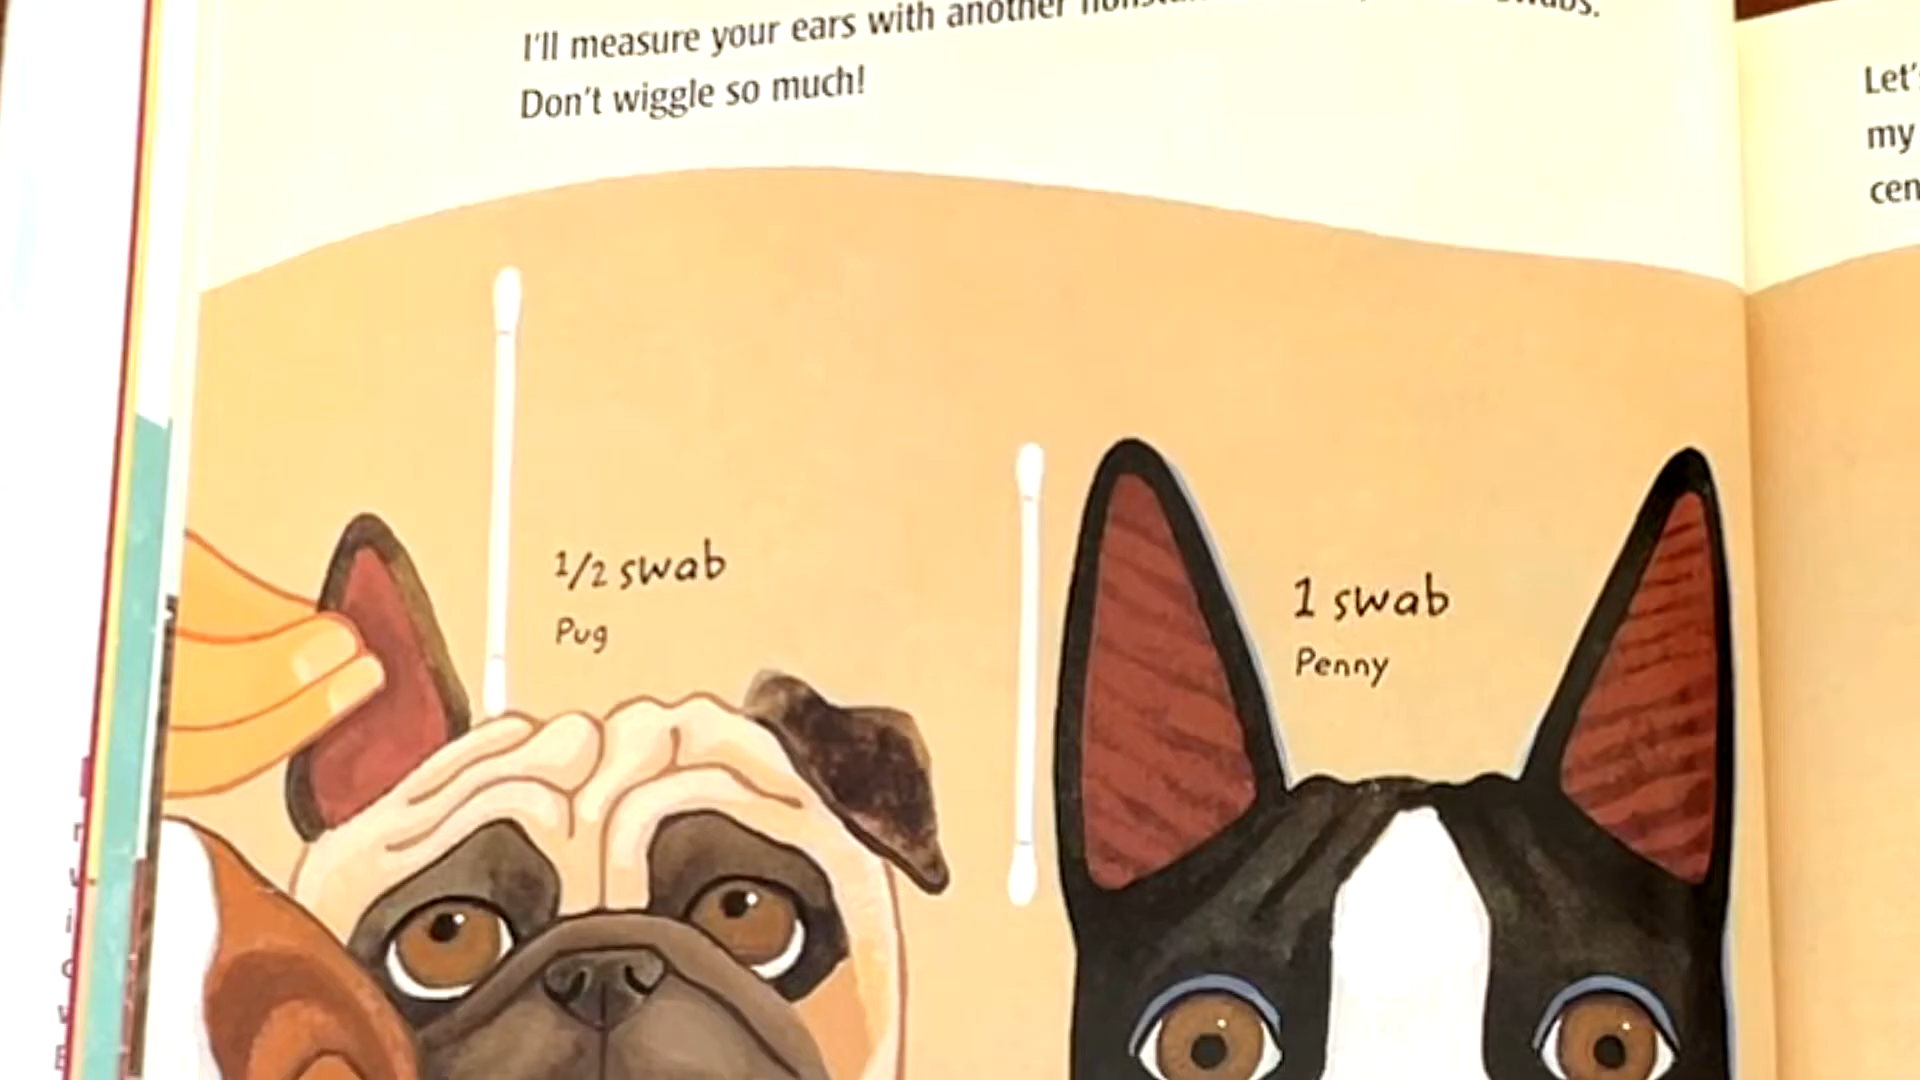 I'll measure your ears with another
Don't wiggle so much!
1/2 swab
Pug
1 swab
Penny
Let's
my